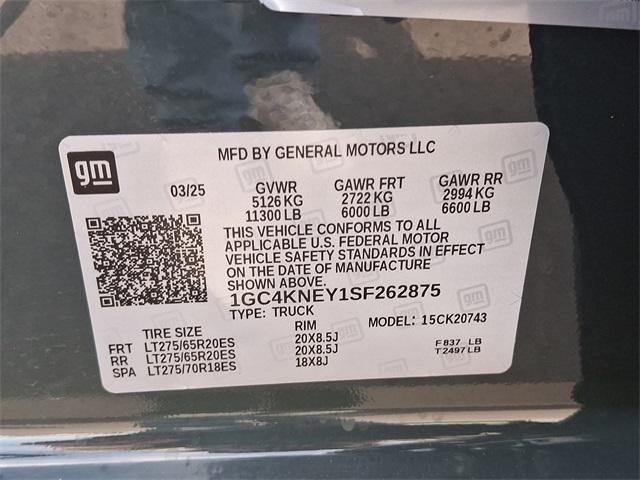 gm
MFD BY GENERAL MOTORS LLC
03/25 GVWR GAWR FRT GAWR RR
5126 KG 2722 KG 2994 KG
11300 LB 6000 LB 6600 LB
THIS VEHICLE CONFORMS TO ALL
APPLICABLE U.S. FEDERAL MOTOR
VEHICLE SAFETY STANDARDS IN EFFECT
ON THE DATE OF MANUFACTURE
SHOWN ABOVE.
1GC4KNEY1SF262875
TYPE: TRUCK
MODEL: 15CK20743
TIRE SIZE RIM
FRT LT275/65R20ES 20X8.5J
RR LT275/65R20ES 20X8.5J
SPA LT275/70R18ES 18X8J
F 837 LB
T 2497 LB